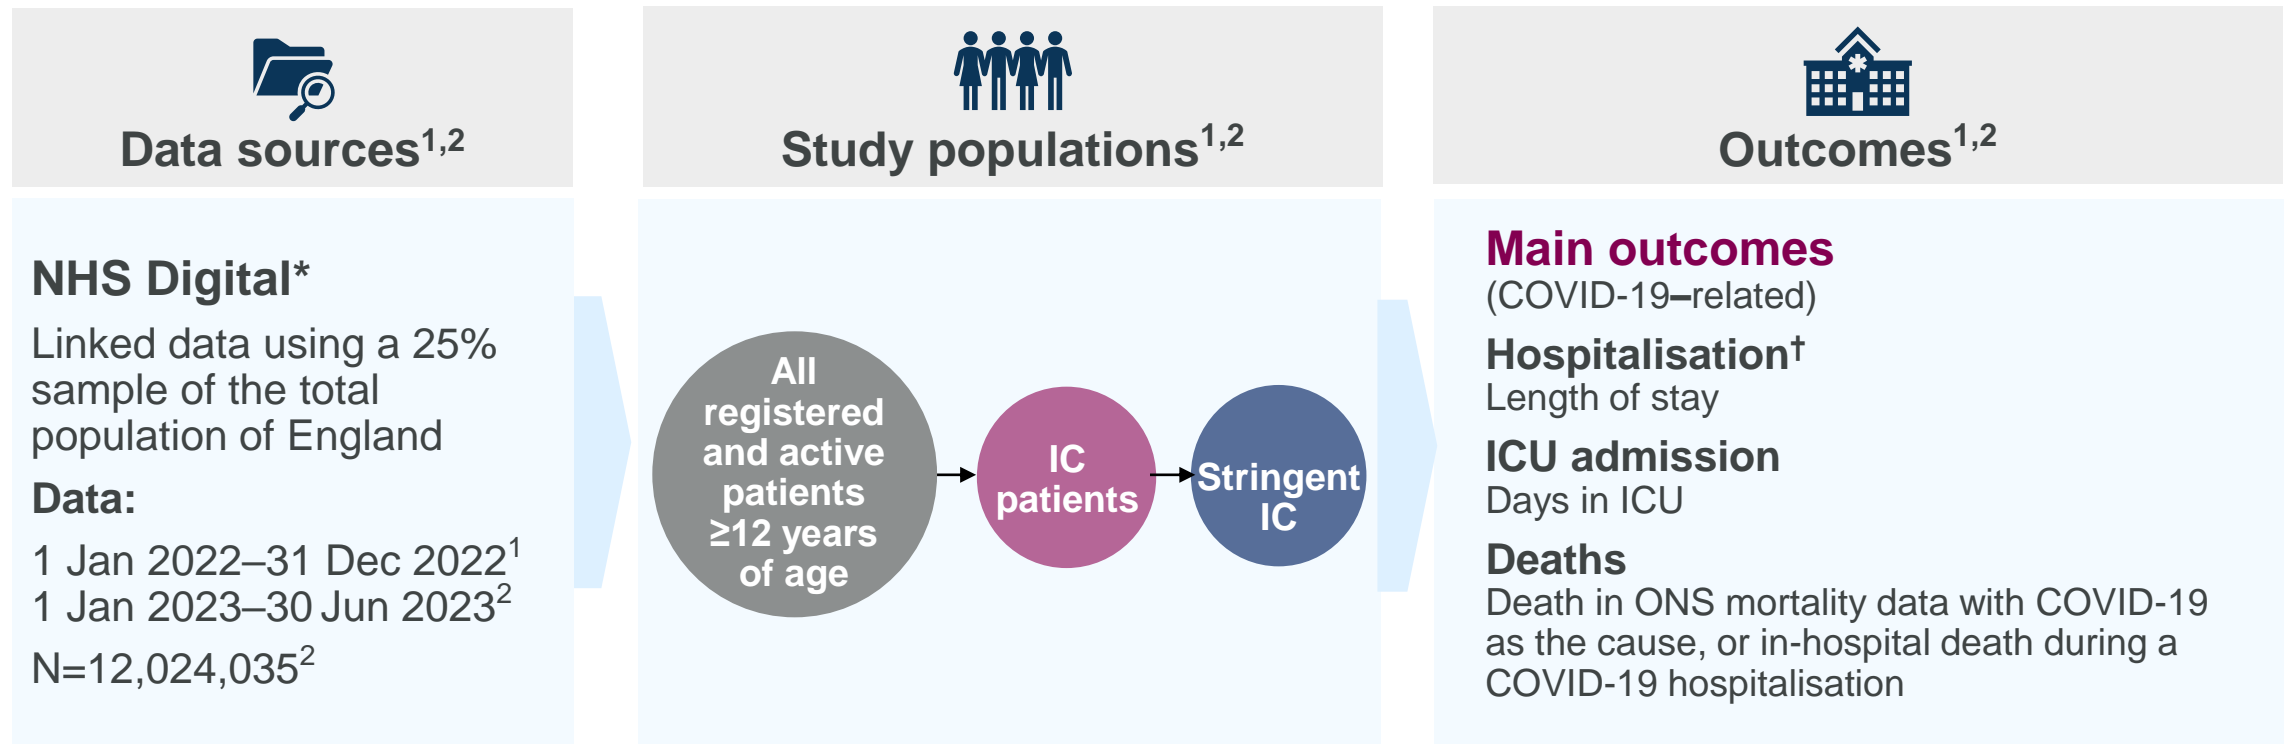 Data sources1,2
NHS Digital*
Linked data using a 25%
sample of the total
population of England
Data:
1 Jan 2022–31 Dec 20221
1 Jan 2023–30 Jun 20232
N=12,024,0352
Study populations1,2
All
registered
and active
patients
≥12 years
of age
IC
patients
Stringent
IC
Outcomes1,2
Main outcomes
(COVID-19–related)
Hospitalisation†
Length of stay
ICU admission
Days in ICU
Deaths
Death in ONS mortality data with COVID-19
as the cause, or in-hospital death during a
COVID-19 hospitalisation